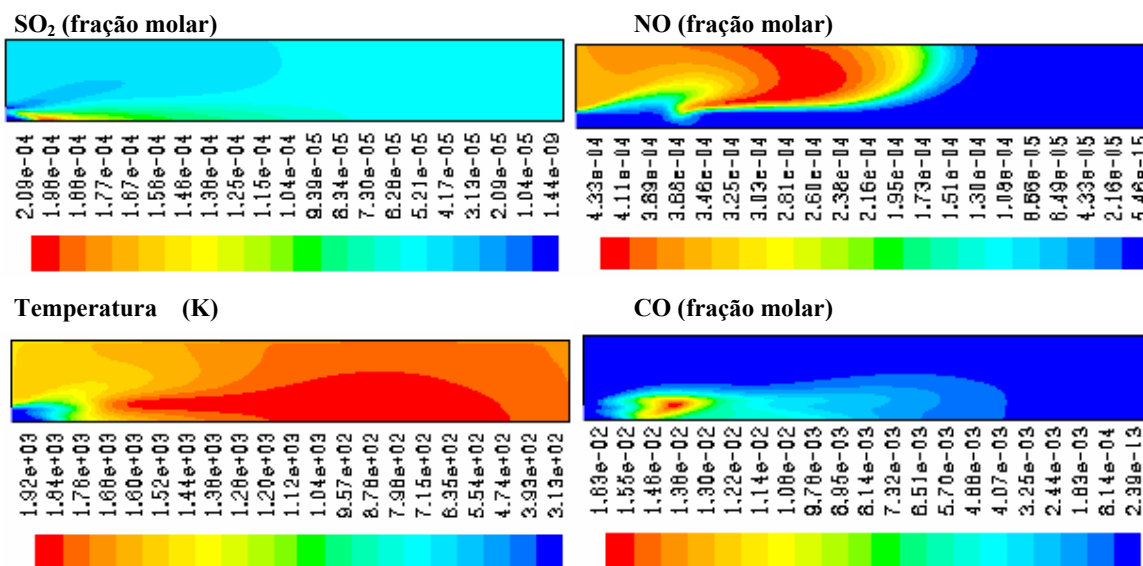 SO₂ (fração molar)
NO (fração molar)
2.09e-04
1.98e-04
1.88e-04
1.77e-04
1.67e-04
1.56e-04
1.46e-04
1.36e-04
1.25e-04
1.15e-04
1.04e-04
9.39e-05
8.34e-05
7.30e-05
6.26e-05
5.21e-05
4.17e-05
3.13e-05
2.09e-05
1.04e-05
1.44e-09
4.33e-04
4.11e-04
3.89e-04
3.68e-04
3.46e-04
3.25e-04
3.03e-04
2.81e-04
2.60e-04
2.38e-04
2.16e-04
1.95e-04
1.73e-04
1.51e-04
1.30e-04
1.08e-04
8.66e-05
6.49e-05
4.33e-05
2.16e-05
5.46e-15
Temperatura (K)
CO (fração molar)
1.92e+03
1.84e+03
1.76e+03
1.68e+03
1.60e+03
1.52e+03
1.44e+03
1.36e+03
1.28e+03
1.20e+03
1.12e+03
1.04e+03
9.57e+02
8.76e+02
7.96e+02
7.15e+02
6.35e+02
5.54e+02
4.74e+02
3.93e+02
3.13e+02
1.63e-02
1.55e-02
1.46e-02
1.38e-02
1.30e-02
1.22e-02
1.14e-02
1.06e-02
9.76e-03
8.95e-03
8.14e-03
7.32e-03
6.51e-03
5.70e-03
4.88e-03
4.07e-03
3.25e-03
2.44e-03
1.63e-03
8.14e-04
2.39e-13